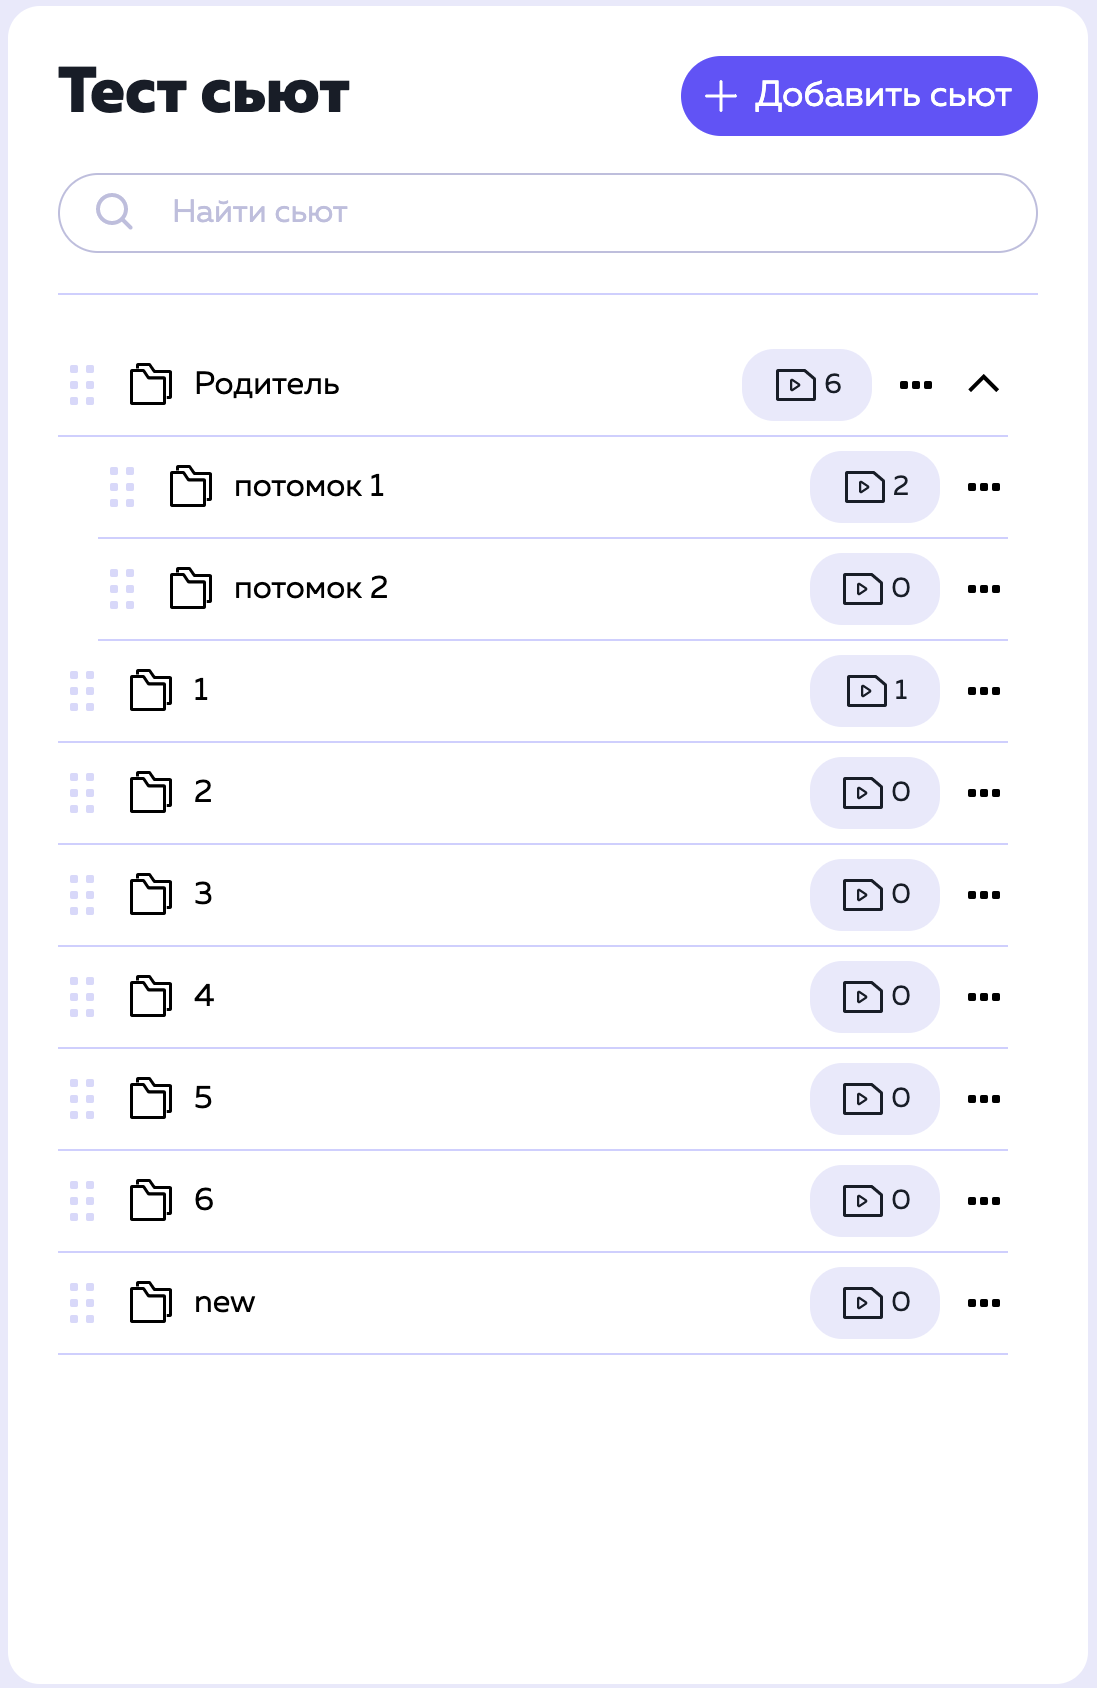 Тест сьют
Добавить сьют
Найти сьют
Родитель 6
потомок 1 2
потомок 2 0
1 1
2 0
3 0
4 0
5 0
6 0
new 0